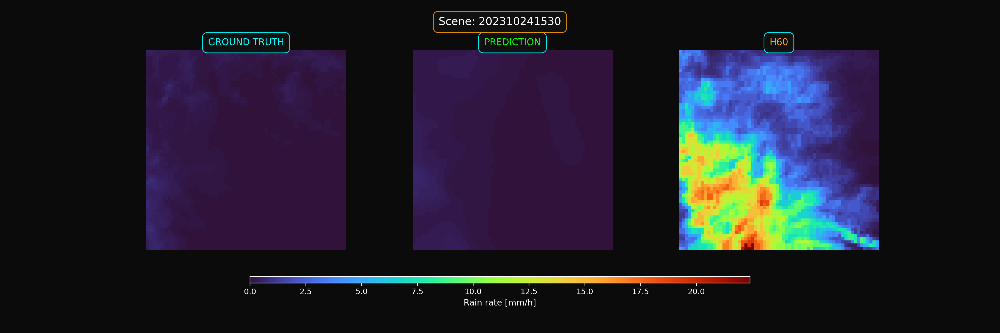 Scene: 202310241530
GROUND TRUTH
PREDICTION
H60
0.0
2.5
5.0
7.5
10.0
12.5
15.0
17.5
20.0
Rain rate [mm/h]